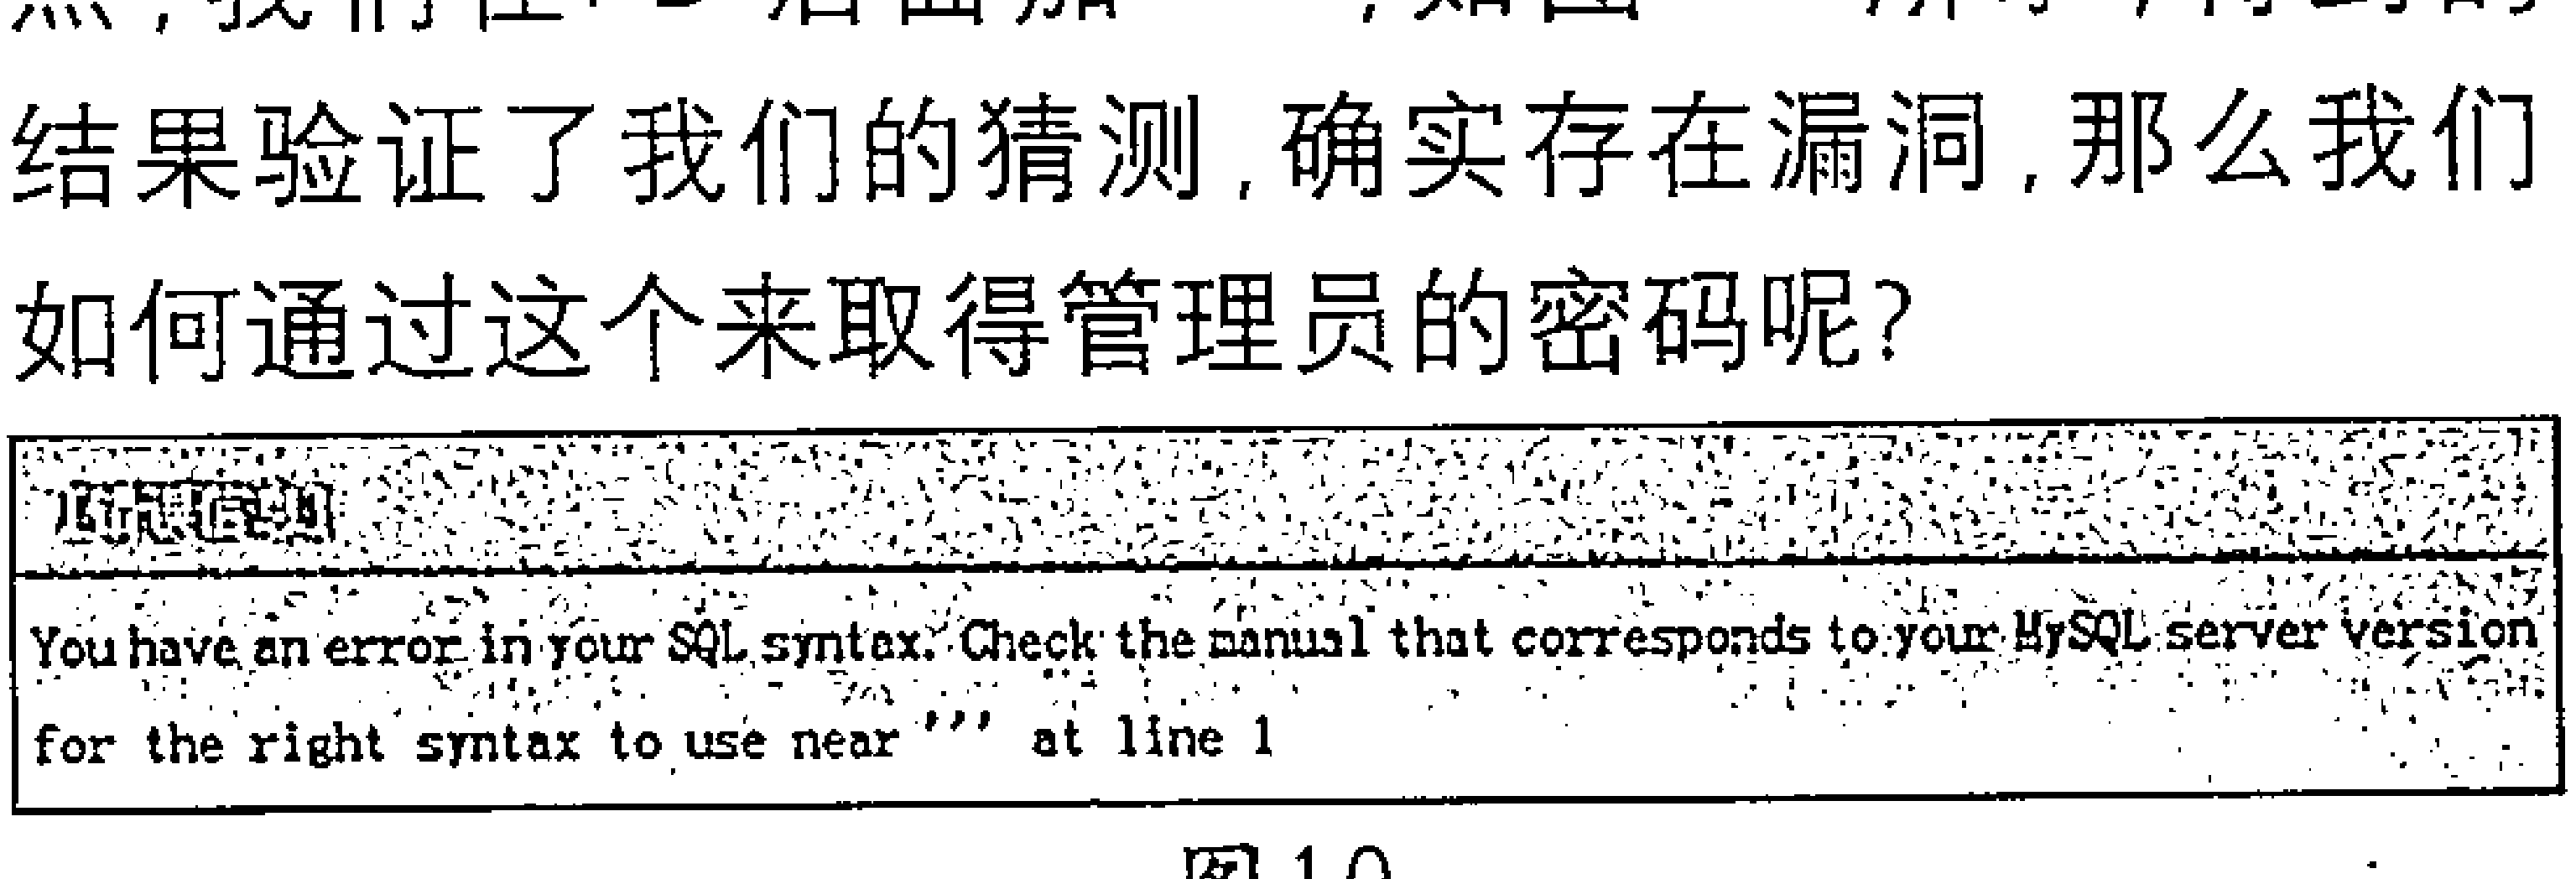 结果验证了我们的猜测,确实存在漏洞,那么我们
如何通过这个来取得管理员的密码呢?
You have an error in your SQL syntax. Check the manual that corresponds to your MySQL server version
for the right syntax to use near ''' at line 1
图10